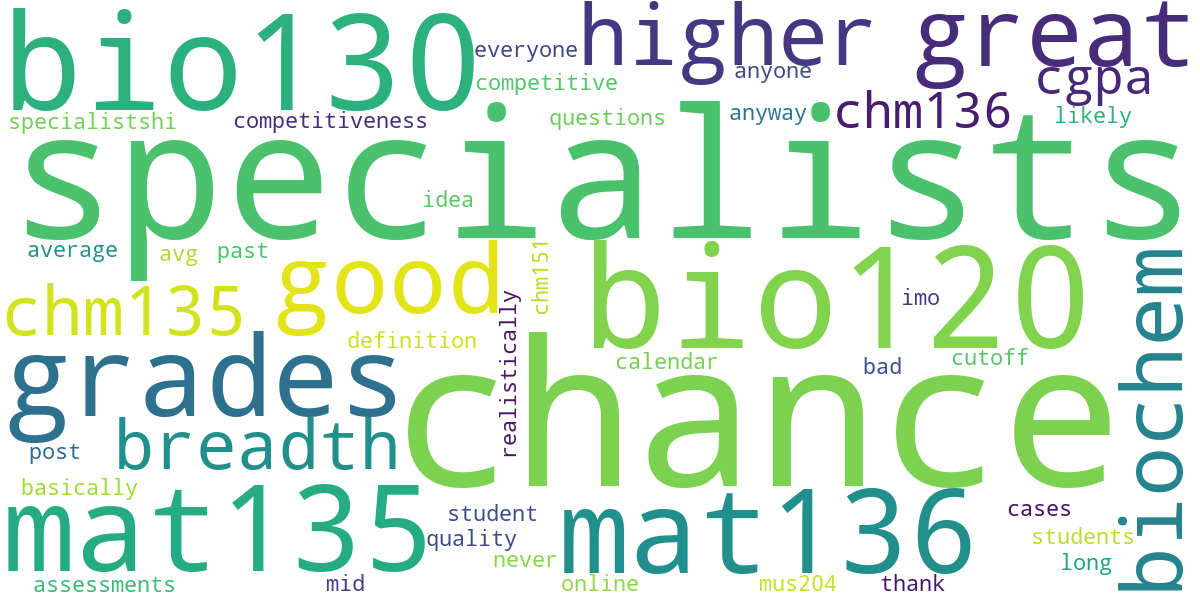 bio130
everyone
higher
great
competitive
anyone
cgpa
specialistshi
competitiveness
questions
anyway
chm136
likely
specialists
idea
average
avg
past
good
chm151
bio120
biochem
chm135
realistically
imo
definition
calendar
bad
cutoff
grades
chance
breadth
post
basically
mat135
student
mat136
cases
quality
students
never
long
assessments
mid
online
mus204
thank